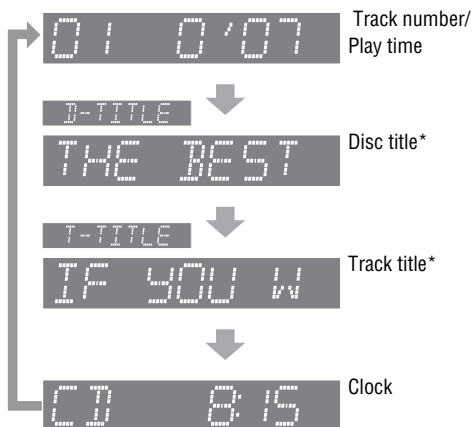 01 0'07
Track number/
Play time
D-TITLE
THE BEST
Disc title*
T-TITLE
IF YOU W
Track title*
CD 8:15
Clock